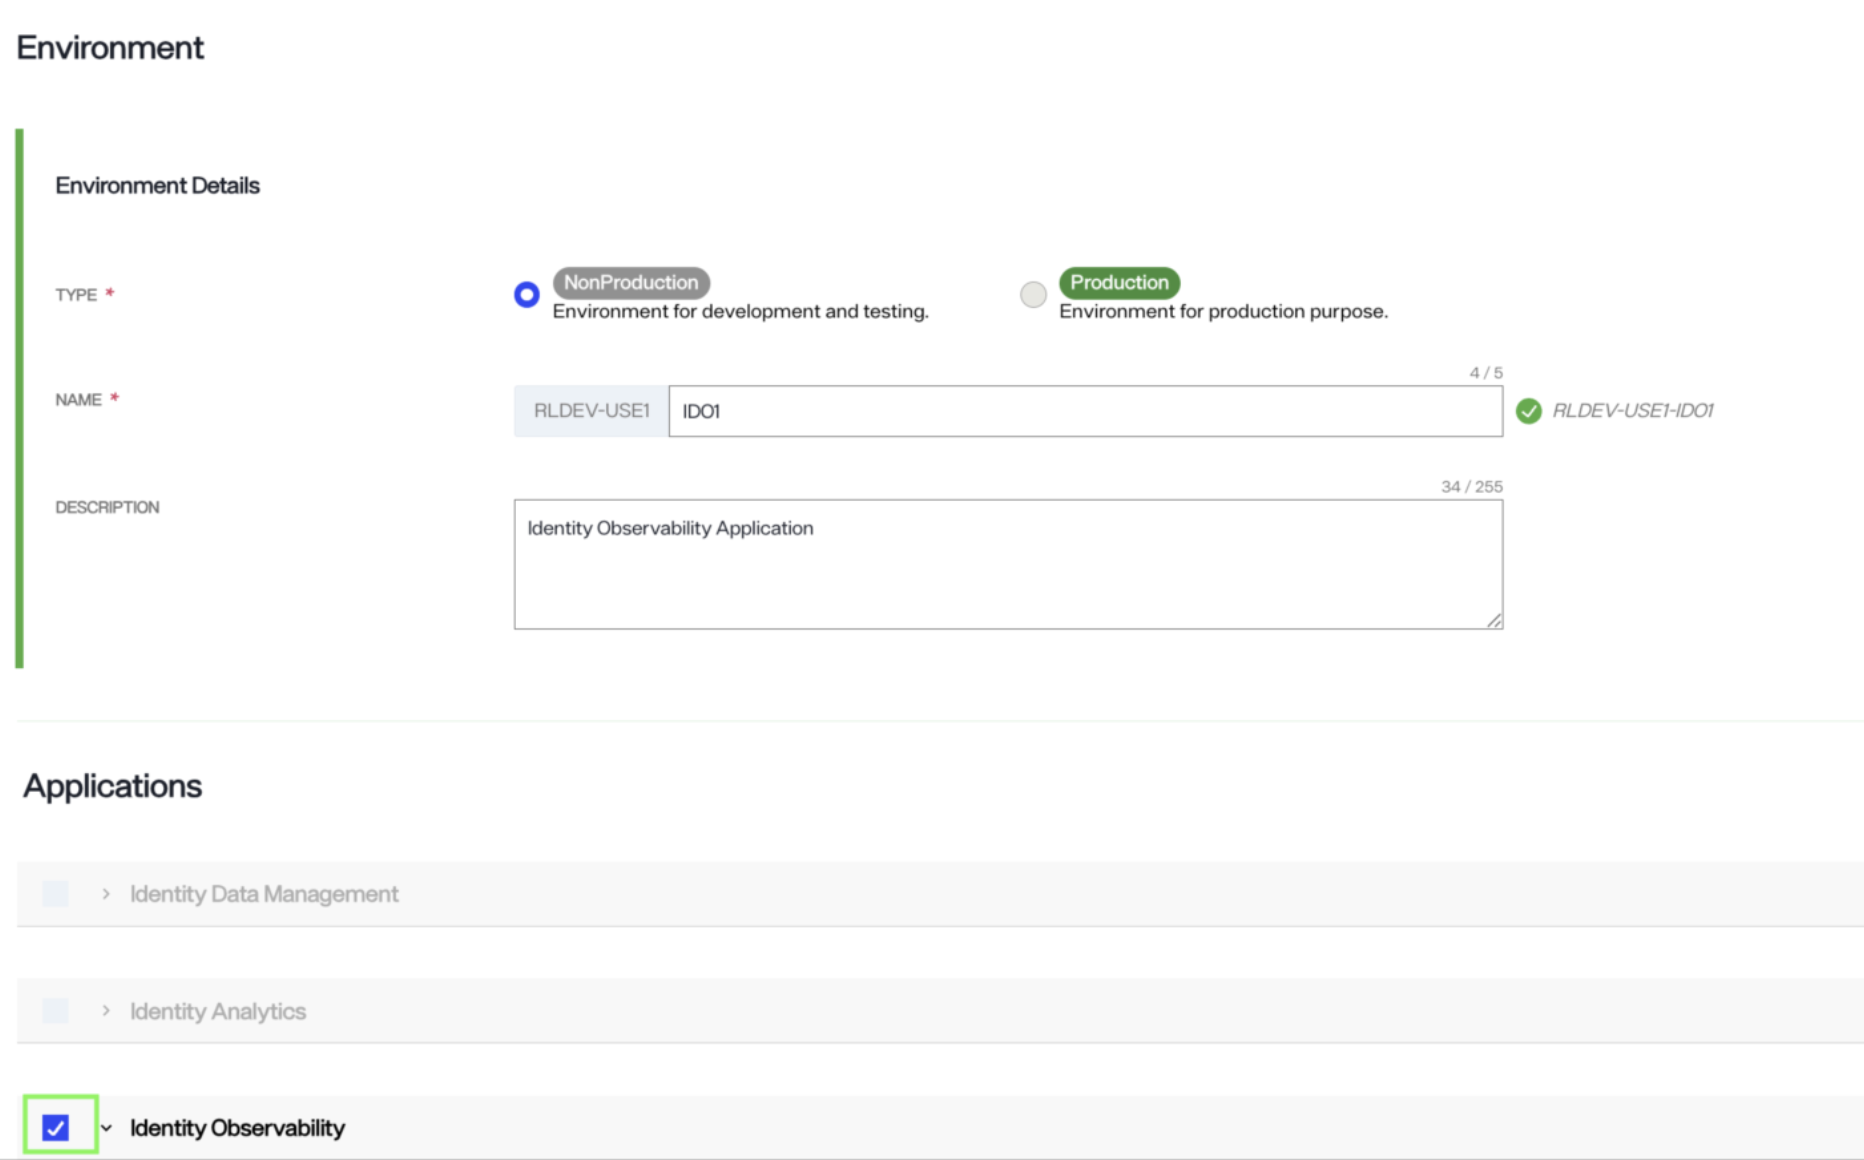 Environment
Environment Details
TYPE *
NonProduction
Environment for development and testing.
Production
Environment for production purpose.
4 / 5
NAME *
RLDEV-USE1
IDO1
RLDEV-USE1-IDO1
34 / 255
DESCRIPTION
Identity Observability Application
Applications
Identity Data Management
Identity Analytics
Identity Observability